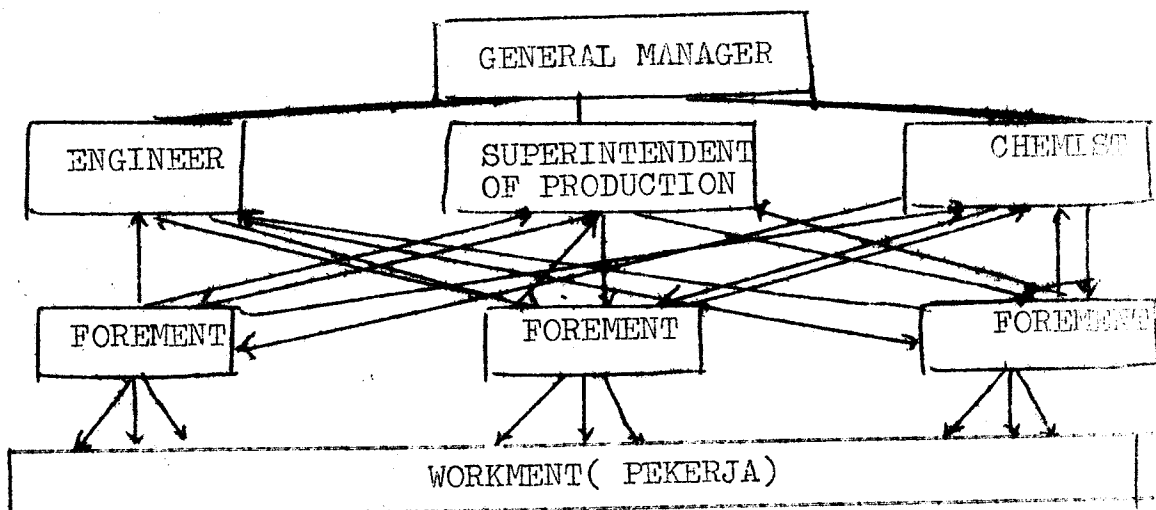 GENERAL MANAGER
ENGINEER
SUPERINTENDENT
OF PRODUCTION
CHEMIST
FOREMENT
FOREMENT
FOREMENT
WORKMENT( PEKERJA)